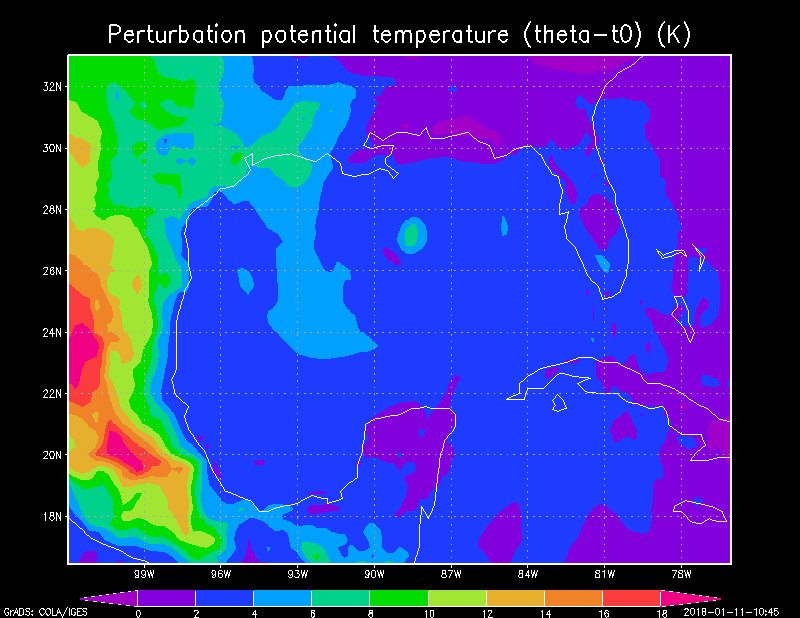 Perturbation potential temperature (theta-t0) (K)
32N
30N
28N
26N
24N
22N
20N
18N
99W 96W 93W 90W 87W 84W 81W 78W
0 2 4 6 8 10 12 14 16 18
GrADS: COLA/IGES 2018-01-11-10:45